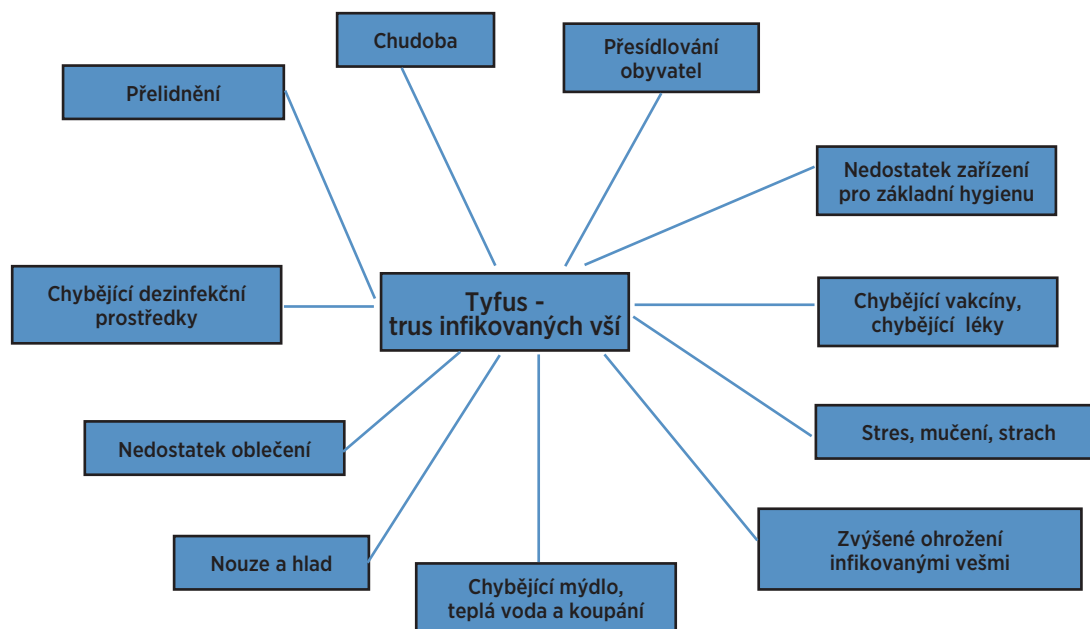 Chudoba
Přesídlování
obyvatel
Přelidnění
Nedostatek zařízení
pro základní hygienu
Chybějící dezinfekční
prostředky
Tyfus -
trus infikovaných vší
Chybějící vakcíny,
chybějící léky
Nedostatek oblečení
Stres, mučení, strach
Nouze a hlad
Chybějící mýdlo,
teplá voda a koupání
Zvýšené ohrožení
infikovanými vešmi